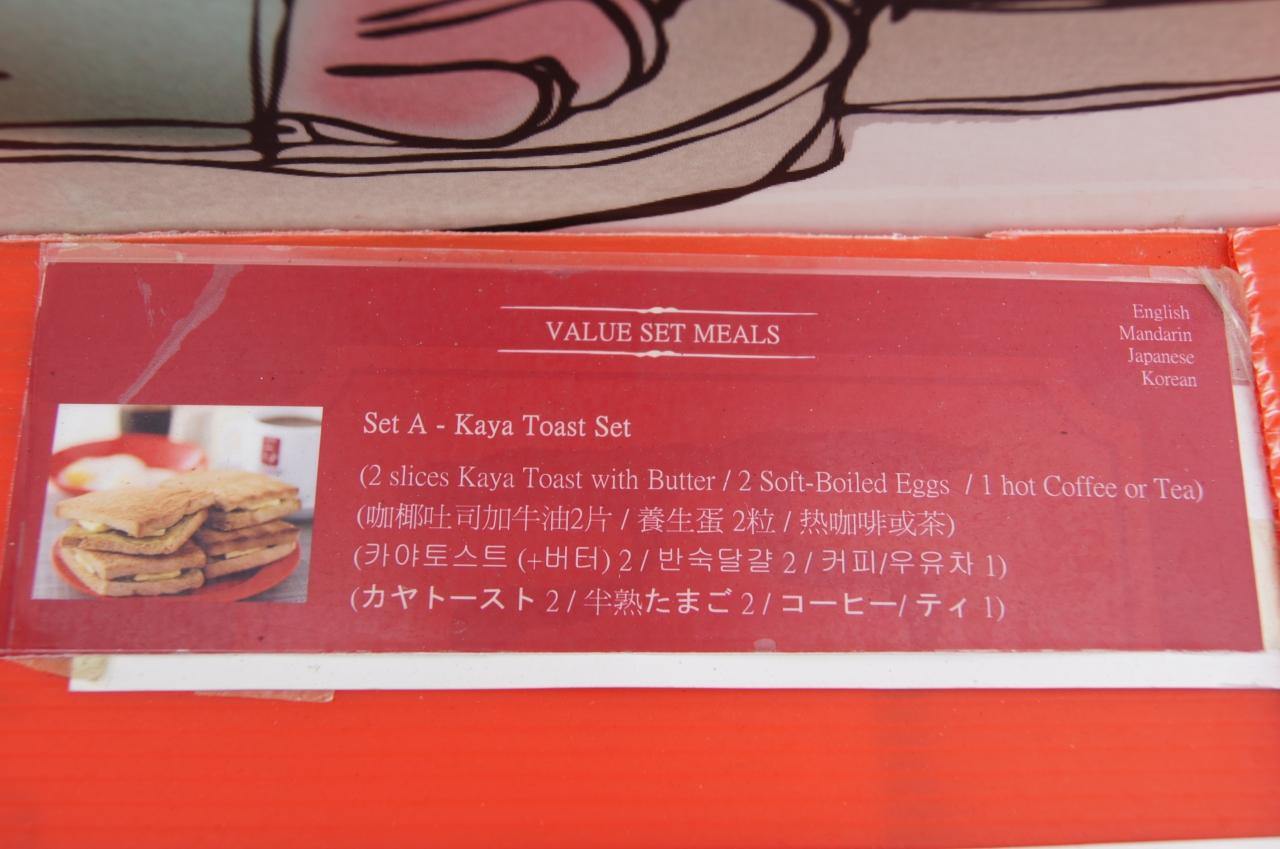 VALUE SET MEALS
English
Mandarin
Japanese
Korean
Set A - Kaya Toast Set
(2 slices Kaya Toast with Butter / 2 Soft-Boiled Eggs / 1 hot Coffee or Tea)
(咖椰吐司加牛油2片 / 養生蛋 2粒 / 热咖啡或茶)
(카야토스트 (+버터) 2 / 반숙달걀 2 / 커피/우유차 1)
(カヤトースト 2 / 半熟たまご 2 / コーヒー/ ティ 1)